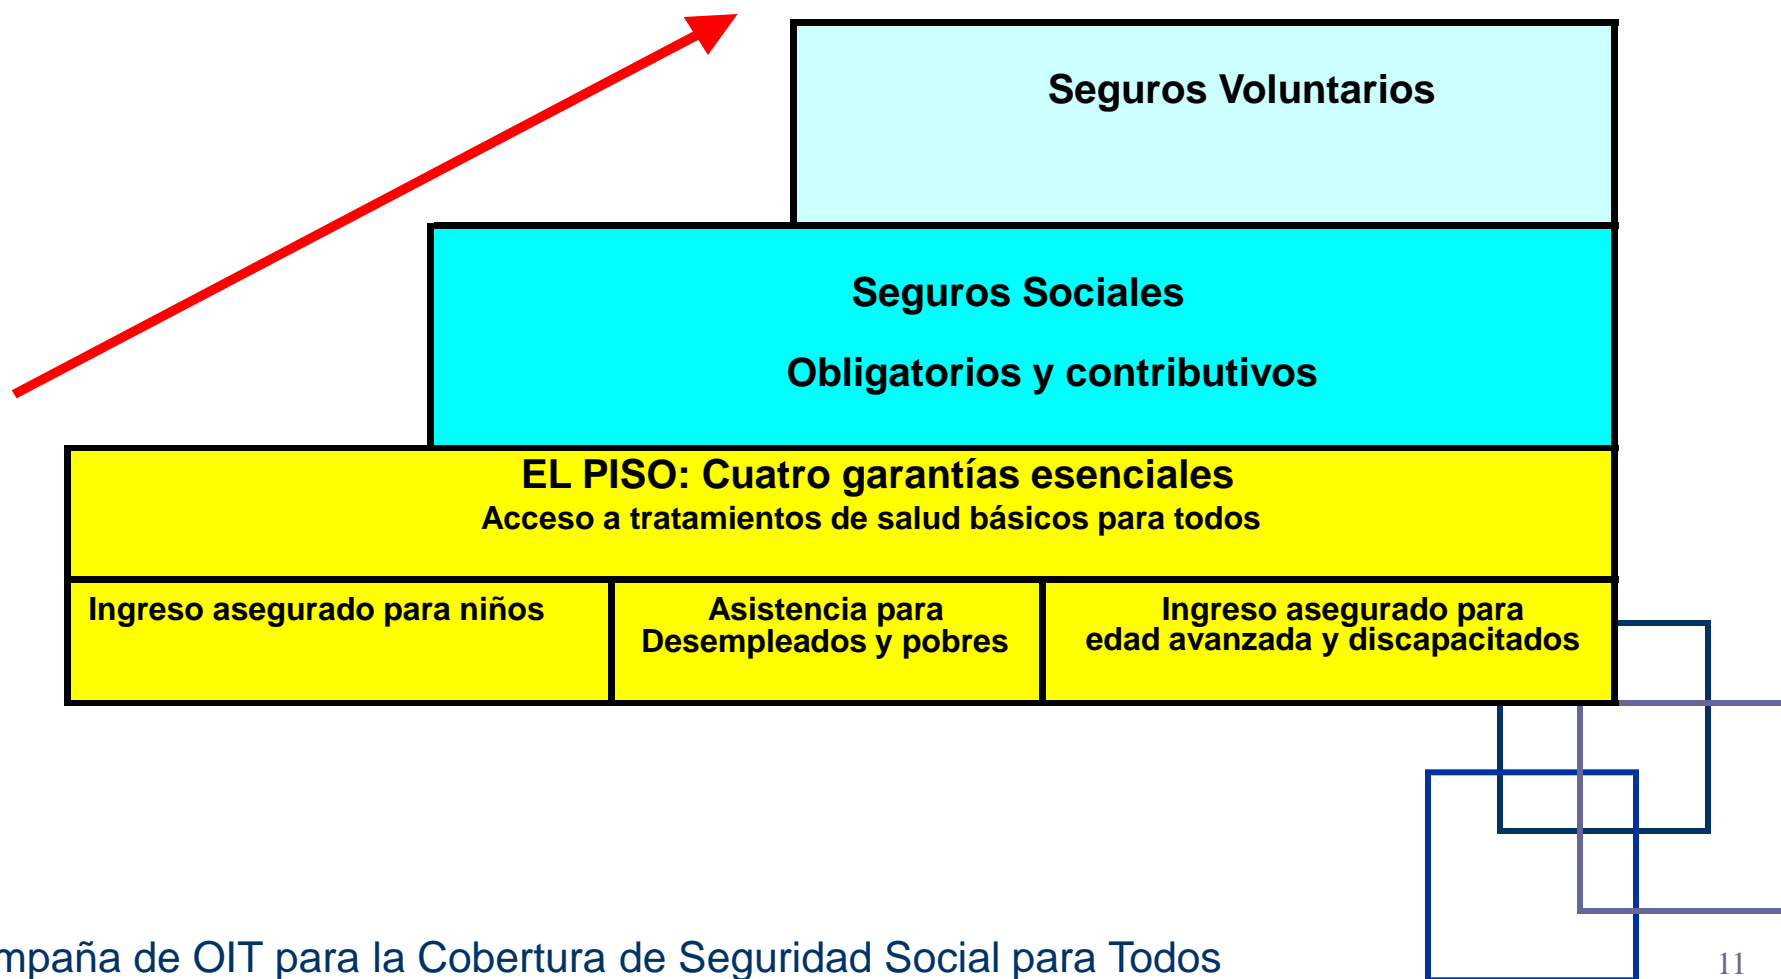 Seguros Voluntarios
Seguros Sociales
Obligatorios y contributivos
EL PISO: Cuatro garantías esenciales
Acceso a tratamientos de salud básicos para todos
Ingreso asegurado para niños
Asistencia para
Desempleados y pobres
Ingreso asegurado para
edad avanzada y discapacitados
mpaña de OIT para la Cobertura de Seguridad Social para Todos
11